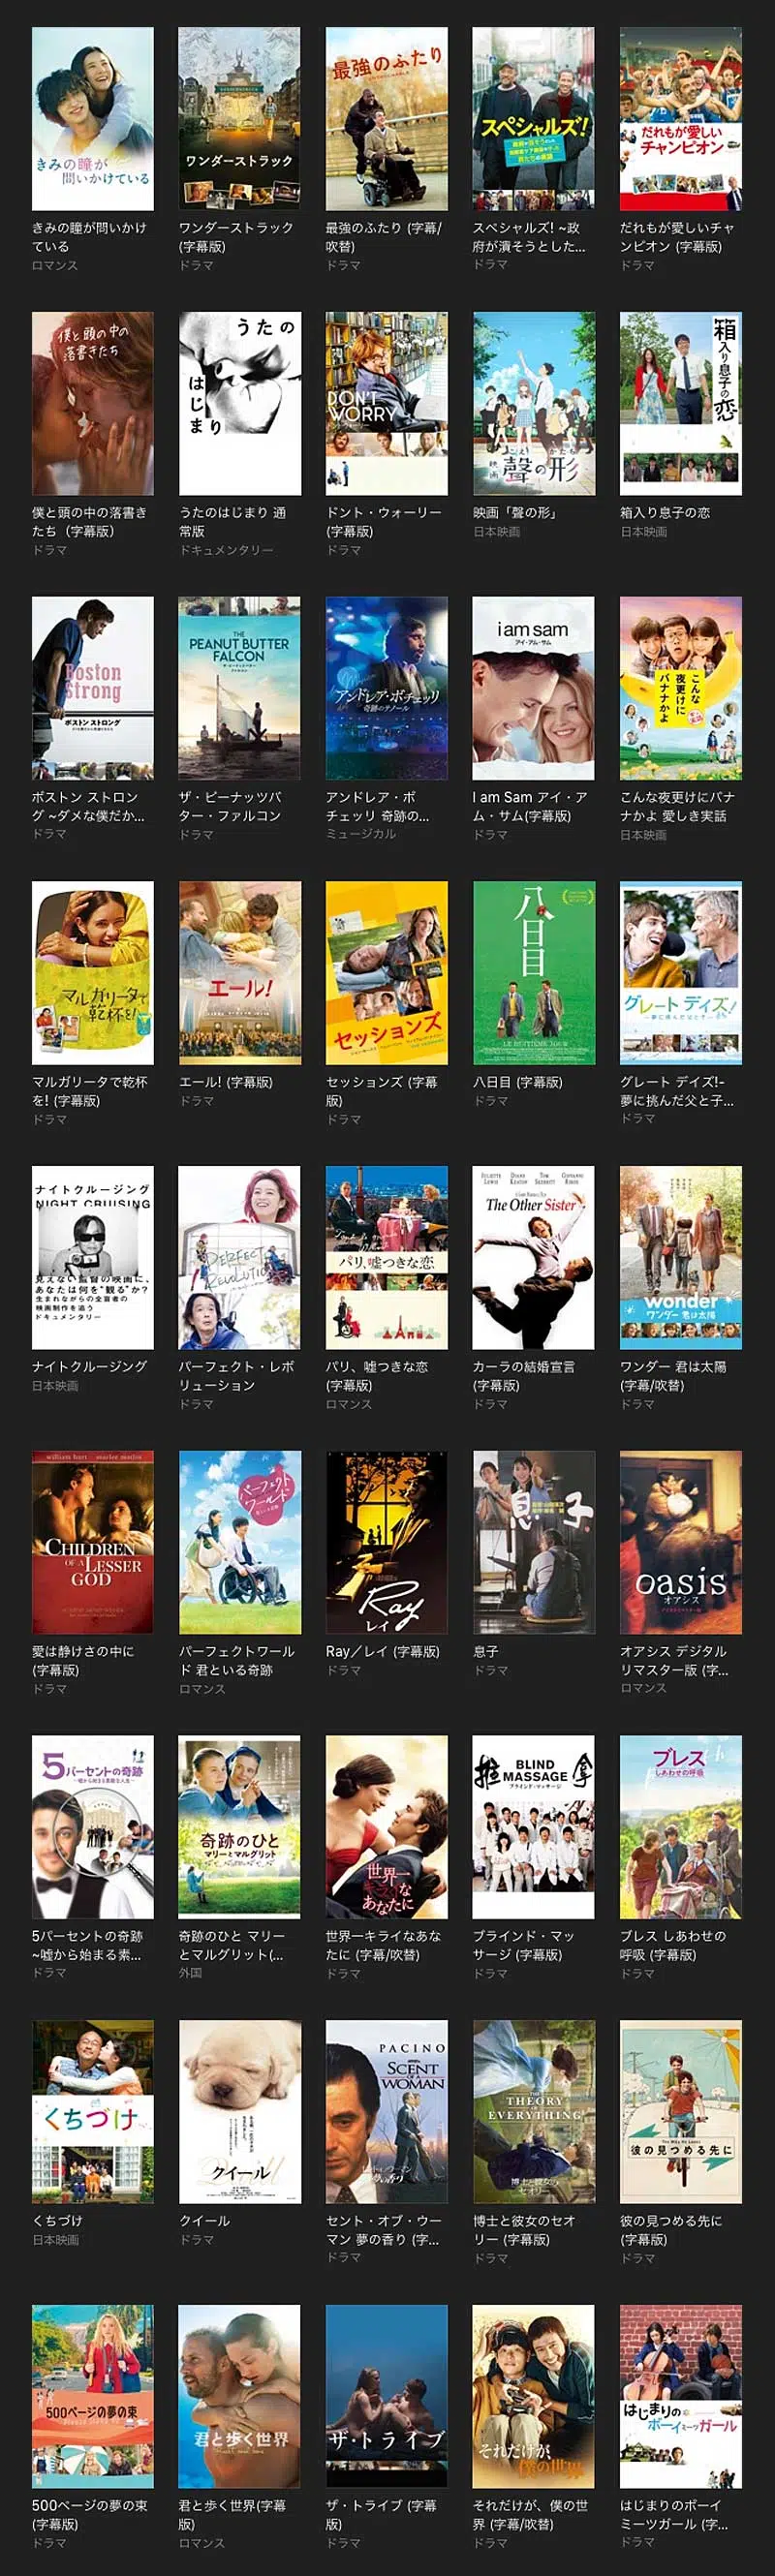 きみの瞳が
問いかけている
ワンダーストラック
最強のふたり
スペシャルズ!
だれもが愛しい
チャンピオン
きみの瞳が問いかけ
ている
ロマンス
ワンダーストラック
(字幕版)
ドラマ
最強のふたり (字幕/
吹替)
ドラマ
スペシャルズ! ~政
府が潰そうとした...
ドラマ
だれもが愛しいチャ
ンピオン (字幕版)
ドラマ
僕と頭の中の
落書きたち
うたの
はじまり
DON'T
WORRY
映画
聲の形
箱入り息子の恋
僕と頭の中の落書き
たち（字幕版）
ドラマ
うたのはじまり 通
常版
ドキュメンタリー
ドント・ウォーリー
(字幕版)
ドラマ
映画「聲の形」
日本映画
箱入り息子の恋
日本映画
Boston
Strong
ボストン ストロング
THE
PEANUT BUTTER
FALCON
アンドレア・ボチェッリ
奇跡のテノール
i am sam
アイ・アム・サム
こんな
夜更けに
バナナかよ
ボストン ストロン
グ ~ダメな僕だか...
ドラマ
ザ・ピーナッツバ
ター・ファルコン
ドラマ
アンドレア・ボ
チェッリ 奇跡の...
ミュージカル
I am Sam アイ・ア
ム・サム(字幕版)
ドラマ
こんな夜更けにバナ
ナかよ 愛しき実話
日本映画
マルガリータで
乾杯を!
エール!
セッションズ
八日目
LE HUITIEME JOUR
グレート デイズ!
マルガリータで乾杯
を! (字幕版)
ドラマ
エール! (字幕版)
ドラマ
セッションズ (字幕
版)
ドラマ
八日目 (字幕版)
ドラマ
グレート デイズ!-
夢に挑んだ父と子...
ドラマ
ナイトクルージング
NIGHT CRUISING
見えない監督の映画に、
あなたは何を"観る"か?
生まれながらの全盲者の
映画制作を追う
ドキュメンタリー
PERFECT
REVOLUTION
パリ、嘘つきな恋
JULIETTE LEWIS
DIANE KEATON
TOM SKERRITT
GIOVANNI RIBISI
The Other Sister
wonder
ワンダー 君は太陽
ナイトクルージング
日本映画
パーフェクト・レボ
リューション
ドラマ
パリ、嘘つきな恋
(字幕版)
ロマンス
カーラの結婚宣言
(字幕版)
ドラマ
ワンダー 君は太陽
(字幕/吹替)
ドラマ
william hurt marlee matlin
CHILDREN
OF A LESSER
GOD
パーフェクト
ワールド
Ray
レイ
息子
oasis
オアシス
愛は静けさの中に
(字幕版)
ドラマ
パーフェクトワール
ド 君といる奇跡
ロマンス
Ray／レイ (字幕版)
ドラマ
息子
ドラマ
オアシス デジタル
リマスター版 (字...
ロマンス
5パーセントの奇跡
奇跡のひと
マリーとマルグリット
世界一
キライな
あなたに
推拿
BLIND
MASSAGE
ブラインド・マッサージ
ブレス
しあわせの呼吸
5パーセントの奇跡
~嘘から始まる素...
ドラマ
奇跡のひと マリー
とマルグリット(...
外国
世界一キライなあな
たに (字幕/吹替)
ドラマ
ブラインド・マッ
サージ (字幕版)
ドラマ
ブレス しあわせの
呼吸 (字幕版)
ドラマ
くちづけ
クイール
PACINO
SCENT
OF A
WOMAN
THE
THEORY
OF
EVERYTHING
博士と彼女の
セオリー
彼の見つめる先に
くちづけ
日本映画
クイール
ドラマ
セント・オブ・ウー
マン 夢の香り (字...
ドラマ
博士と彼女のセオ
リー (字幕版)
ドラマ
彼の見つめる先に
(字幕版)
ドラマ
500ページの夢の束
君と歩く世界
ザ・トライブ
それだけが、
僕の世界
はじまりの
ボーイミーツガール
500ページの夢の束
(字幕版)
ドラマ
君と歩く世界(字幕
版)
ロマンス
ザ・トライブ (字幕
版)
ドラマ
それだけが、僕の世
界 (字幕/吹替)
ドラマ
はじまりのボーイ
ミーツガール (字...
ドラマ